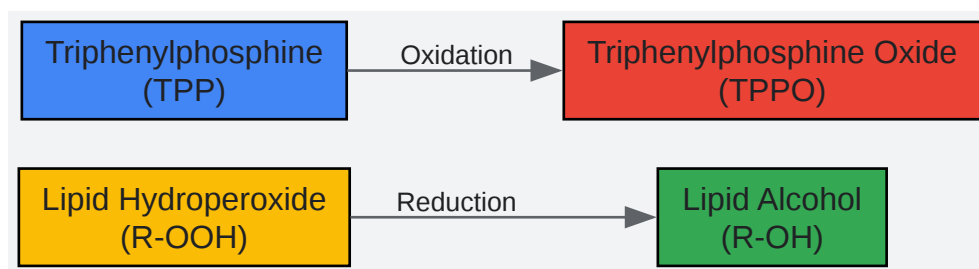 Triphenylphosphine
(TPP)
Oxidation
Triphenylphosphine Oxide
(TPPO)
Lipid Hydroperoxide
(R-OOH)
Reduction
Lipid Alcohol
(R-OH)